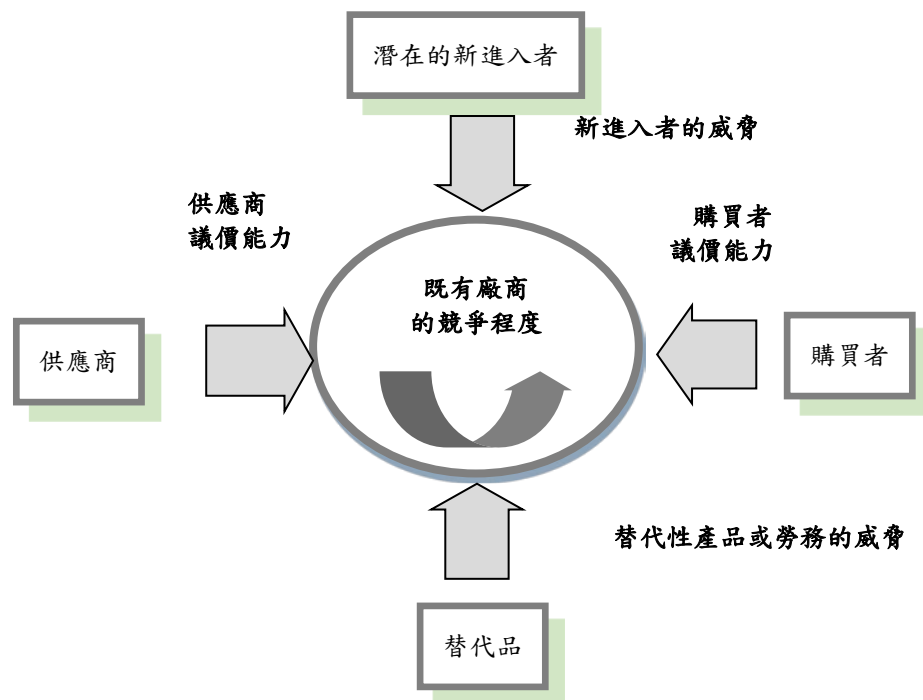 潛在的新進入者
新進入者的威脅
供應商
議價能力
購買者
議價能力
既有廠商
的競爭程度
供應商
購買者
替代性產品或勞務的威脅
替代品